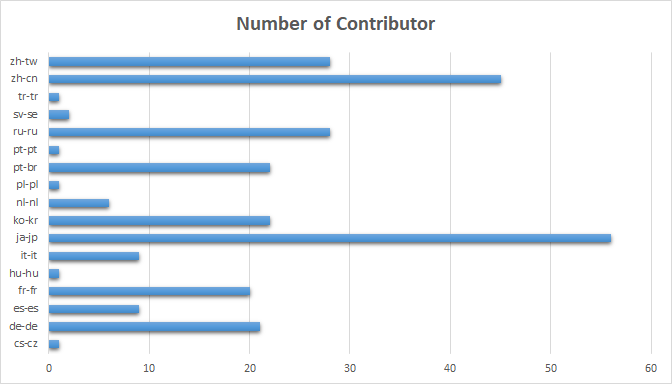 Number of Contributor
zh-tw
zh-cn
tr-tr
sv-se
ru-ru
pt-pt
pt-br
pl-pl
nl-nl
ko-kr
ja-jp
it-it
hu-hu
fr-fr
es-es
de-de
cs-cz
0 10 20 30 40 50 60